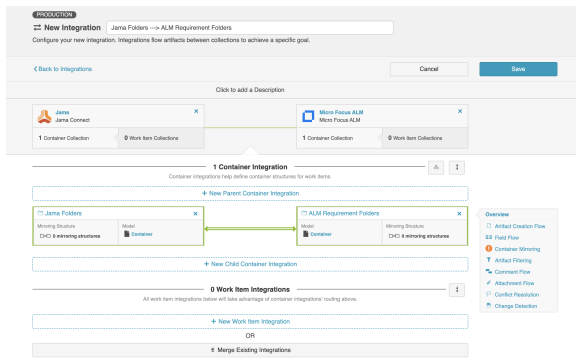 PRODUCTION
New Integration
Jama Folders ---> ALM Requirement Folders
Configure your new integration. Integrations flow artifacts between collections to achieve a specific goal.
Back to Integrations
Cancel
Save
Click to add a Description
Jama
Jama Connect
1 Container Collection
0 Work Item Collections
Micro Focus ALM
Micro Focus ALM
1 Container Collection
0 Work Item Collections
1 Container Integration
Container integrations help define container structures for work items.
+ New Parent Container Integration
Jama Folders
Mirroring Structure
0 mirroring structures
Model
Container
ALM Requirement Folders
Model
Container
Mirroring Structure
0 mirroring structures
+ New Child Container Integration
0 Work Item Integrations
All work item integrations below will take advantage of container integrations' routing above.
+ New Work Item Integration
OR
Merge Existing Integrations
Overview
Artifact Creation Flow
Field Flow
Container Mirroring
Artifact Filtering
Comment Flow
Attachment Flow
Conflict Resolution
Change Detection